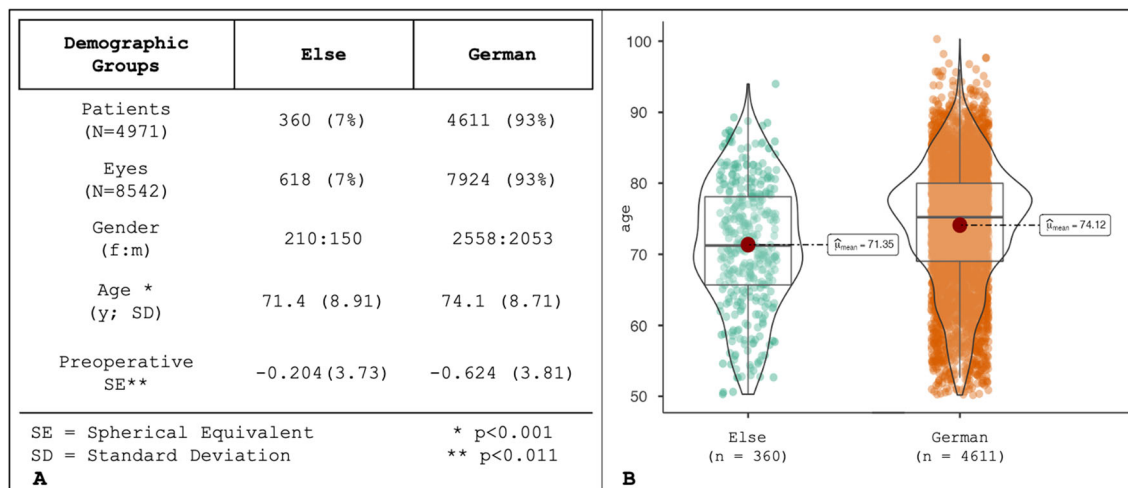 Demographic
Groups
Else
German
Patients
(N=4971)
360 (7%)
4611 (93%)
Eyes
(N=8542)
618 (7%)
7924 (93%)
Gender
(f:m)
210:150
2558:2053
Age *
(y; SD)
71.4 (8.91)
74.1 (8.71)
Preoperative
SE**
-0.204(3.73)
-0.624 (3.81)
SE = Spherical Equivalent
* p<0.001
SD = Standard Deviation
** p<0.011
A
100
90
80
70
60
50
age
μ̂mean = 71.35
μ̂mean = 74.12
Else
(n = 360)
German
(n = 4611)
B